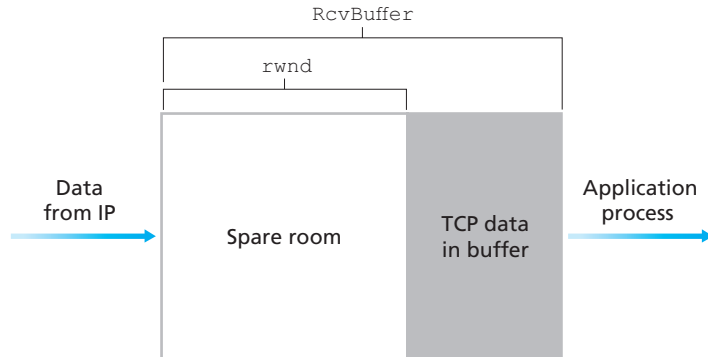 RcvBuffer
rwnd
Data
from IP
Spare room
TCP data
in buffer
Application
process